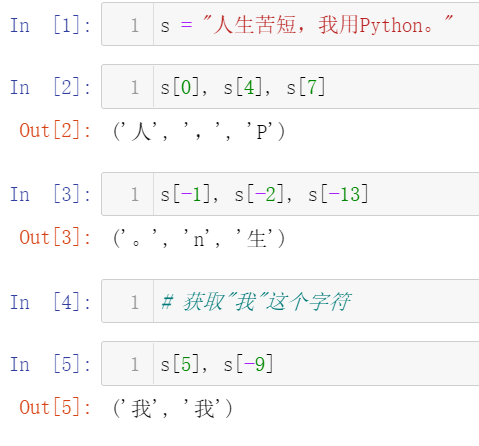 In [1]: 1 s = "人生苦短，我用Python。"
In [2]: 1 s[0], s[4], s[7]
Out[2]: ('人', '，', 'P')
In [3]: 1 s[-1], s[-2], s[-13]
Out[3]: ('。', 'n', '生')
In [4]: 1 # 获取"我"这个字符
In [5]: 1 s[5], s[-9]
Out[5]: ('我', '我')